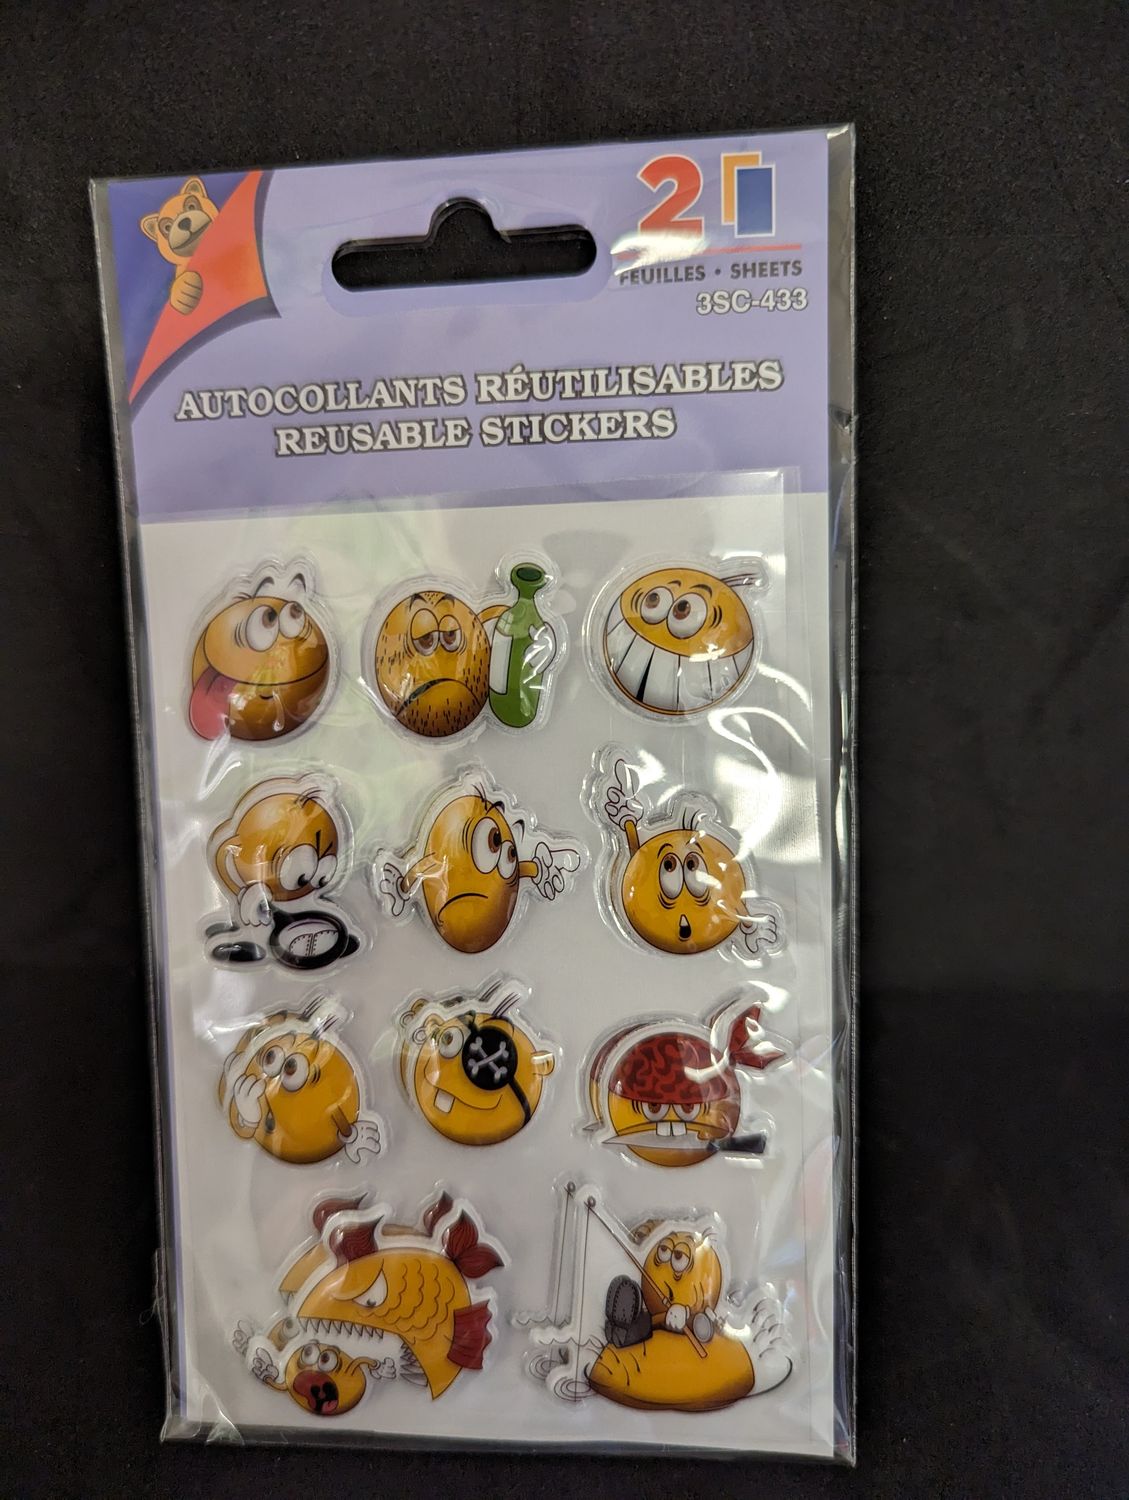 2
FEUILLES • SHEETS
3SC-433
AUTOCOLLANTS RÉUTILISABLES
REUSABLE STICKERS